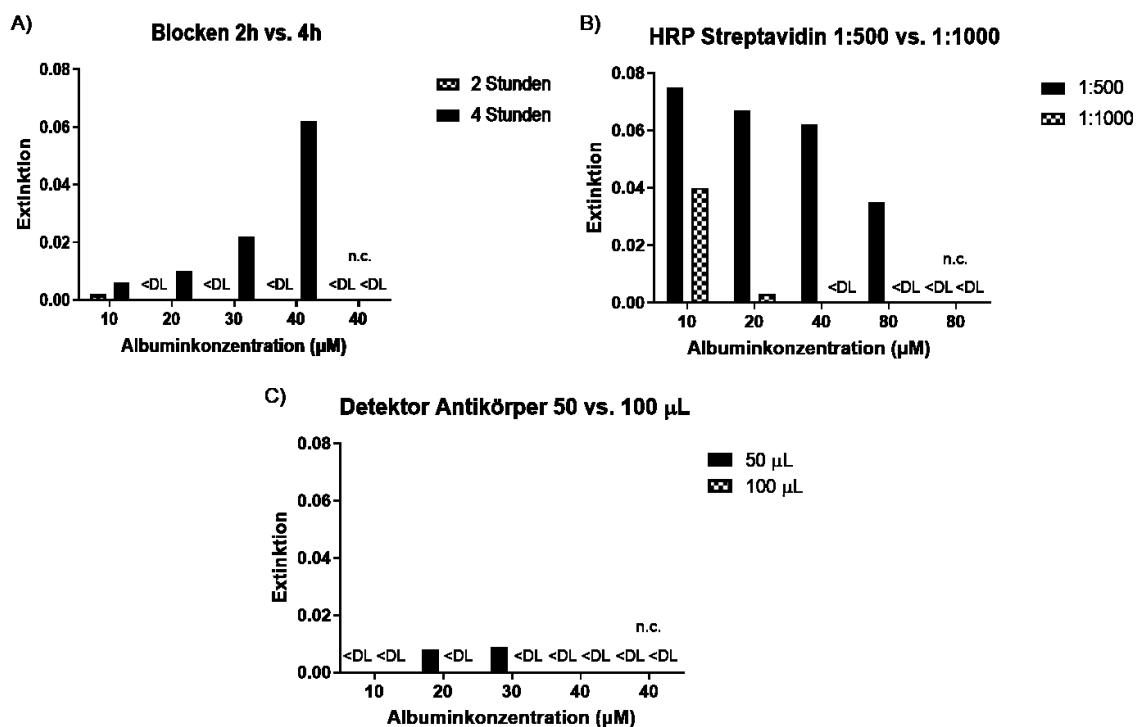 A)
Blocken 2h vs. 4h
2 Stunden
4 Stunden
Extinktion
0.08
0.06
0.04
0.02
0.00
n.c.
<DL <DL <DL <DL <DL
10 20 30 40 40
Albuminkonzentration (µM)
B)
HRP Streptavidin 1:500 vs. 1:1000
1:500
1:1000
Extinktion
0.08
0.06
0.04
0.02
0.00
n.c.
<DL <DL <DL <DL
10 20 40 80 80
Albuminkonzentration (µM)
C)
Detektor Antikörper 50 vs. 100 µL
50 µL
100 µL
Extinktion
0.08
0.06
0.04
0.02
0.00
n.c.
<DL <DL <DL <DL <DL <DL <DL <DL
10 20 30 40 40
Albuminkonzentration (µM)